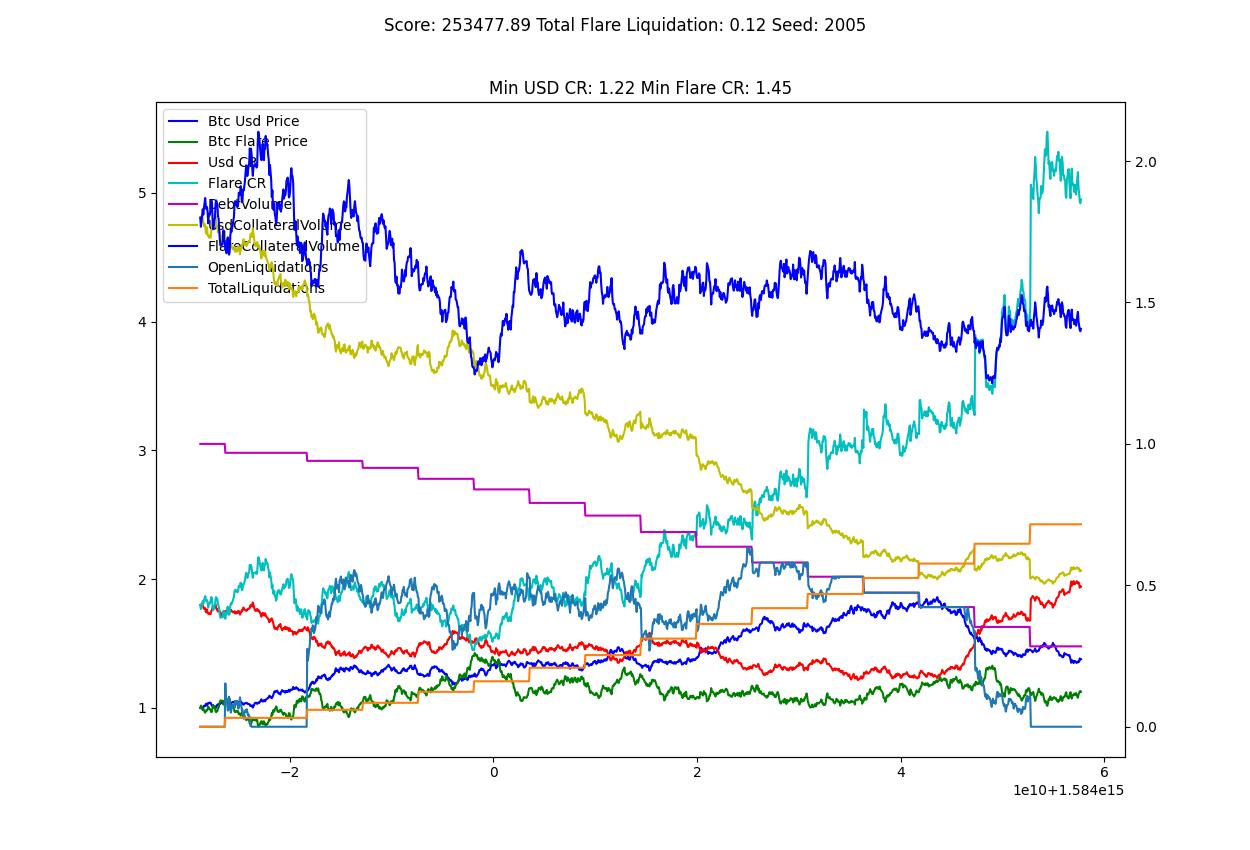 Score: 253477.89 Total Flare Liquidation: 0.12 Seed: 2005
Min USD CR: 1.22 Min Flare CR: 1.45
Btc Usd Price
Btc Flare Price
Usd CR
Flare CR
DebtVolume
UsdCollateralVolume
FlareCollateralVolume
OpenLiquidations
TotalLiquidations
5
4
3
2
1
2.0
1.5
1.0
0.5
0.0
−2
0
2
4
6
1e10+1.584e15